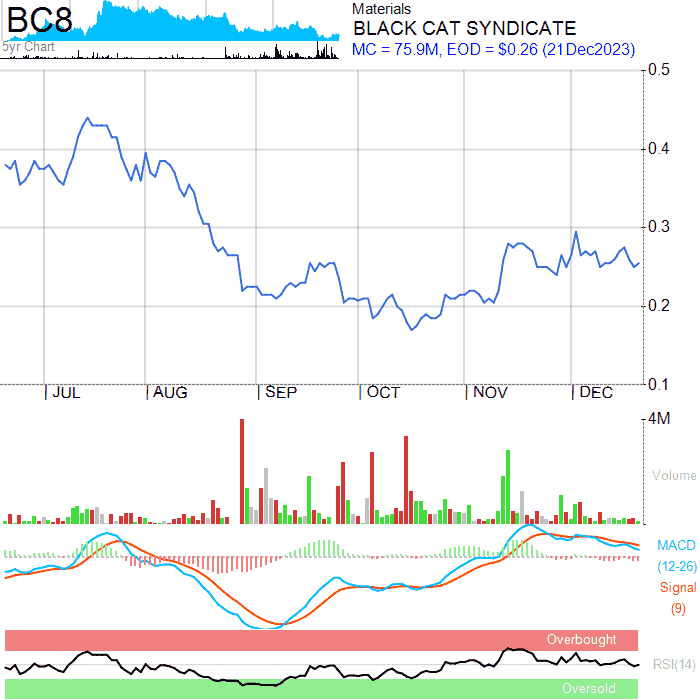 BC8
5yr Chart
Materials
BLACK CAT SYNDICATE
MC = 75.9M, EOD = $0.26 (21Dec2023)
0.5
0.4
0.3
0.2
0.1
JUL AUG SEP OCT NOV DEC
4M
Volume
MACD
(12-26)
Signal
(9)
Overbought
RSI(14)
Oversold